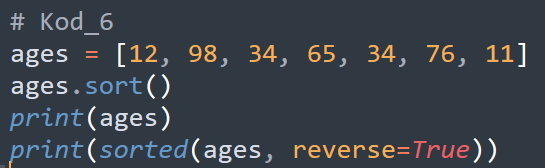 # Kod_6
ages = [12, 98, 34, 65, 34, 76, 11]
ages.sort()
print(ages)
print(sorted(ages, reverse=True))